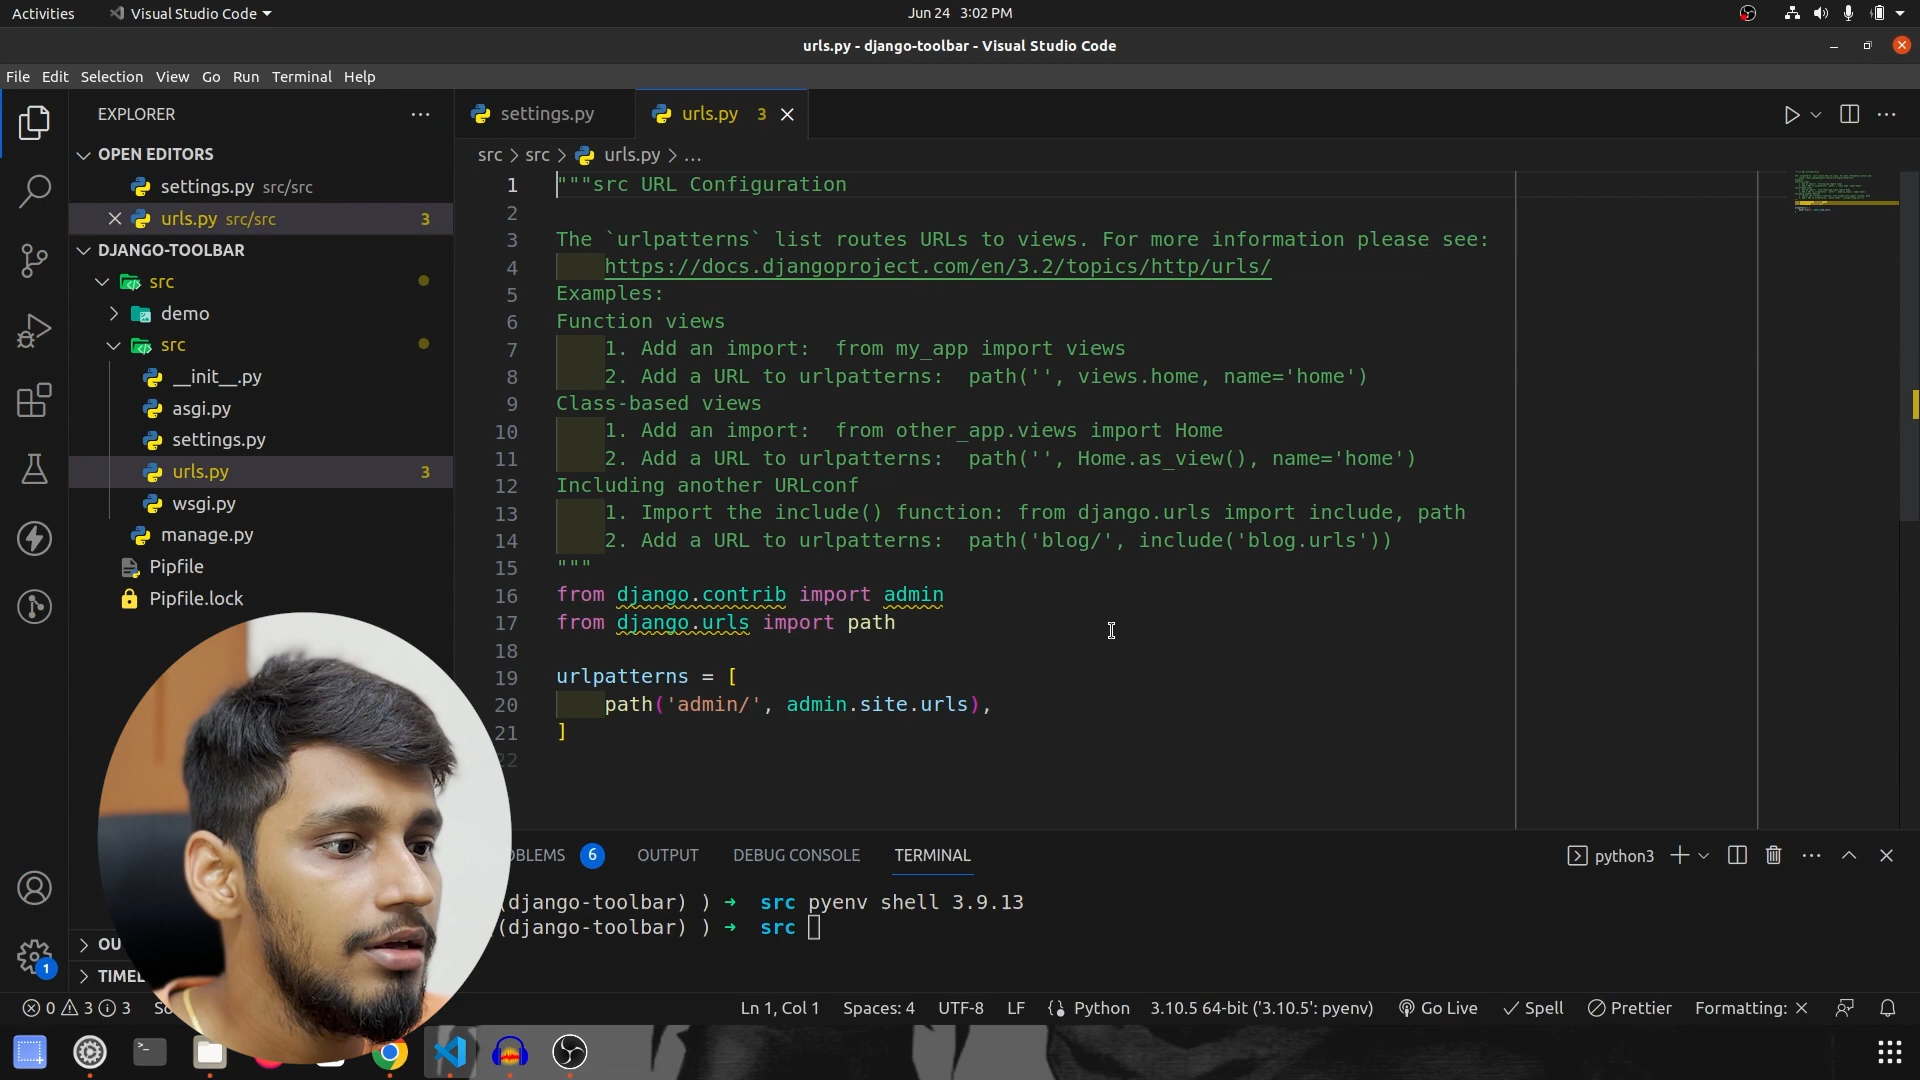 Activities
Visual Studio Code
Jun 24 3:02 PM
urls.py - django-toolbar - Visual Studio Code
File Edit Selection View Go Run Terminal Help
EXPLORER
OPEN EDITORS
settings.py src/src
urls.py src/src 3
DJANGO-TOOLBAR
src
demo
src
__init__.py
asgi.py
settings.py
urls.py 3
wsgi.py
manage.py
Pipfile
Pipfile.lock
OU
TIMEL
settings.py
urls.py 3
src > src > urls.py > ...
1 """src URL Configuration
2
3 The `urlpatterns` list routes URLs to views. For more information please see:
4 https://docs.djangoproject.com/en/3.2/topics/http/urls/
5 Examples:
6 Function views
7 1. Add an import:  from my_app import views
8 2. Add a URL to urlpatterns:  path('', views.home, name='home')
9 Class-based views
10 1. Add an import:  from other_app.views import Home
11 2. Add a URL to urlpatterns:  path('', Home.as_view(), name='home')
12 Including another URLconf
13 1. Import the include() function: from django.urls import include, path
14 2. Add a URL to urlpatterns:  path('blog/', include('blog.urls'))
15 """
16 from django.contrib import admin
17 from django.urls import path
18
19 urlpatterns = [
20 path('admin/', admin.site.urls),
21 ]
22
OBLEMS 6 OUTPUT DEBUG CONSOLE TERMINAL
python3
(django-toolbar) ) ➜ src pyenv shell 3.9.13
(django-toolbar) ) ➜ src
1
0 3 3
Ln 1, Col 1 Spaces: 4 UTF-8 LF Python 3.10.5 64-bit ('3.10.5': pyenv) Go Live Spell Prettier Formatting: ×